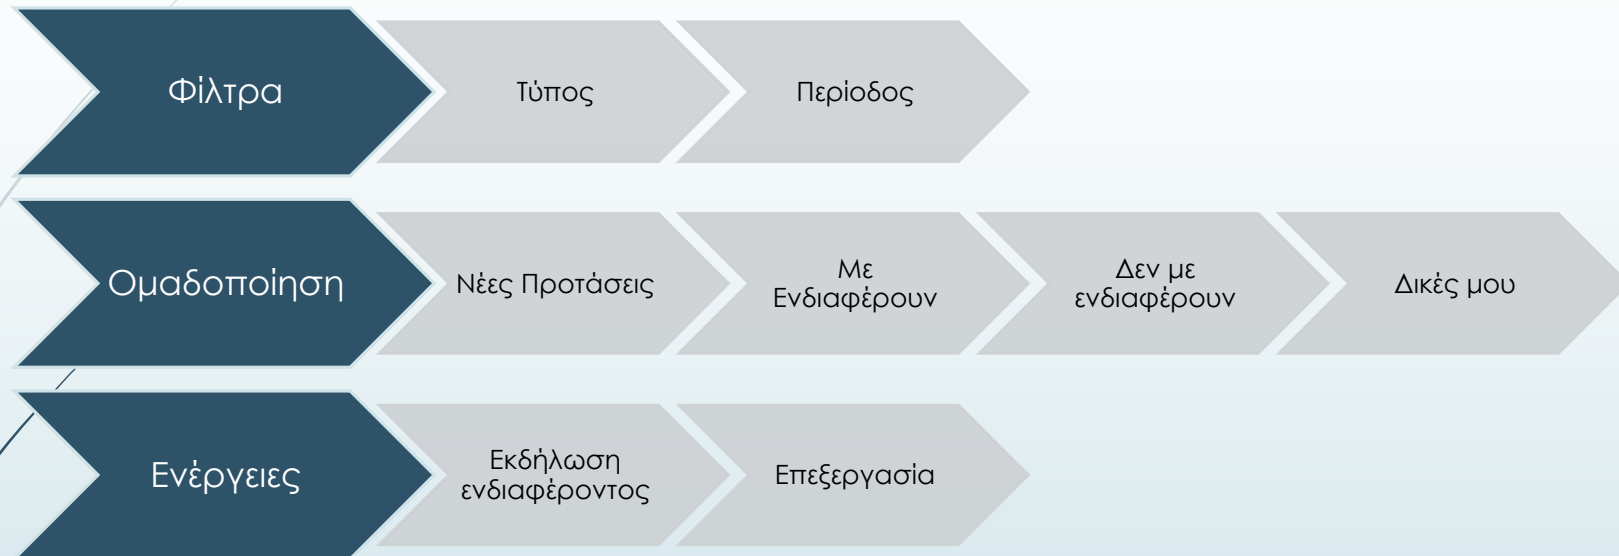 Φίλτρα
Τύπος
Περίοδος
Ομαδοποίηση
Νέες Προτάσεις
Με
Ενδιαφέρουν
Δεν με
ενδιαφέρουν
Δικές μου
Ενέργειες
Εκδήλωση
ενδιαφέροντος
Επεξεργασία